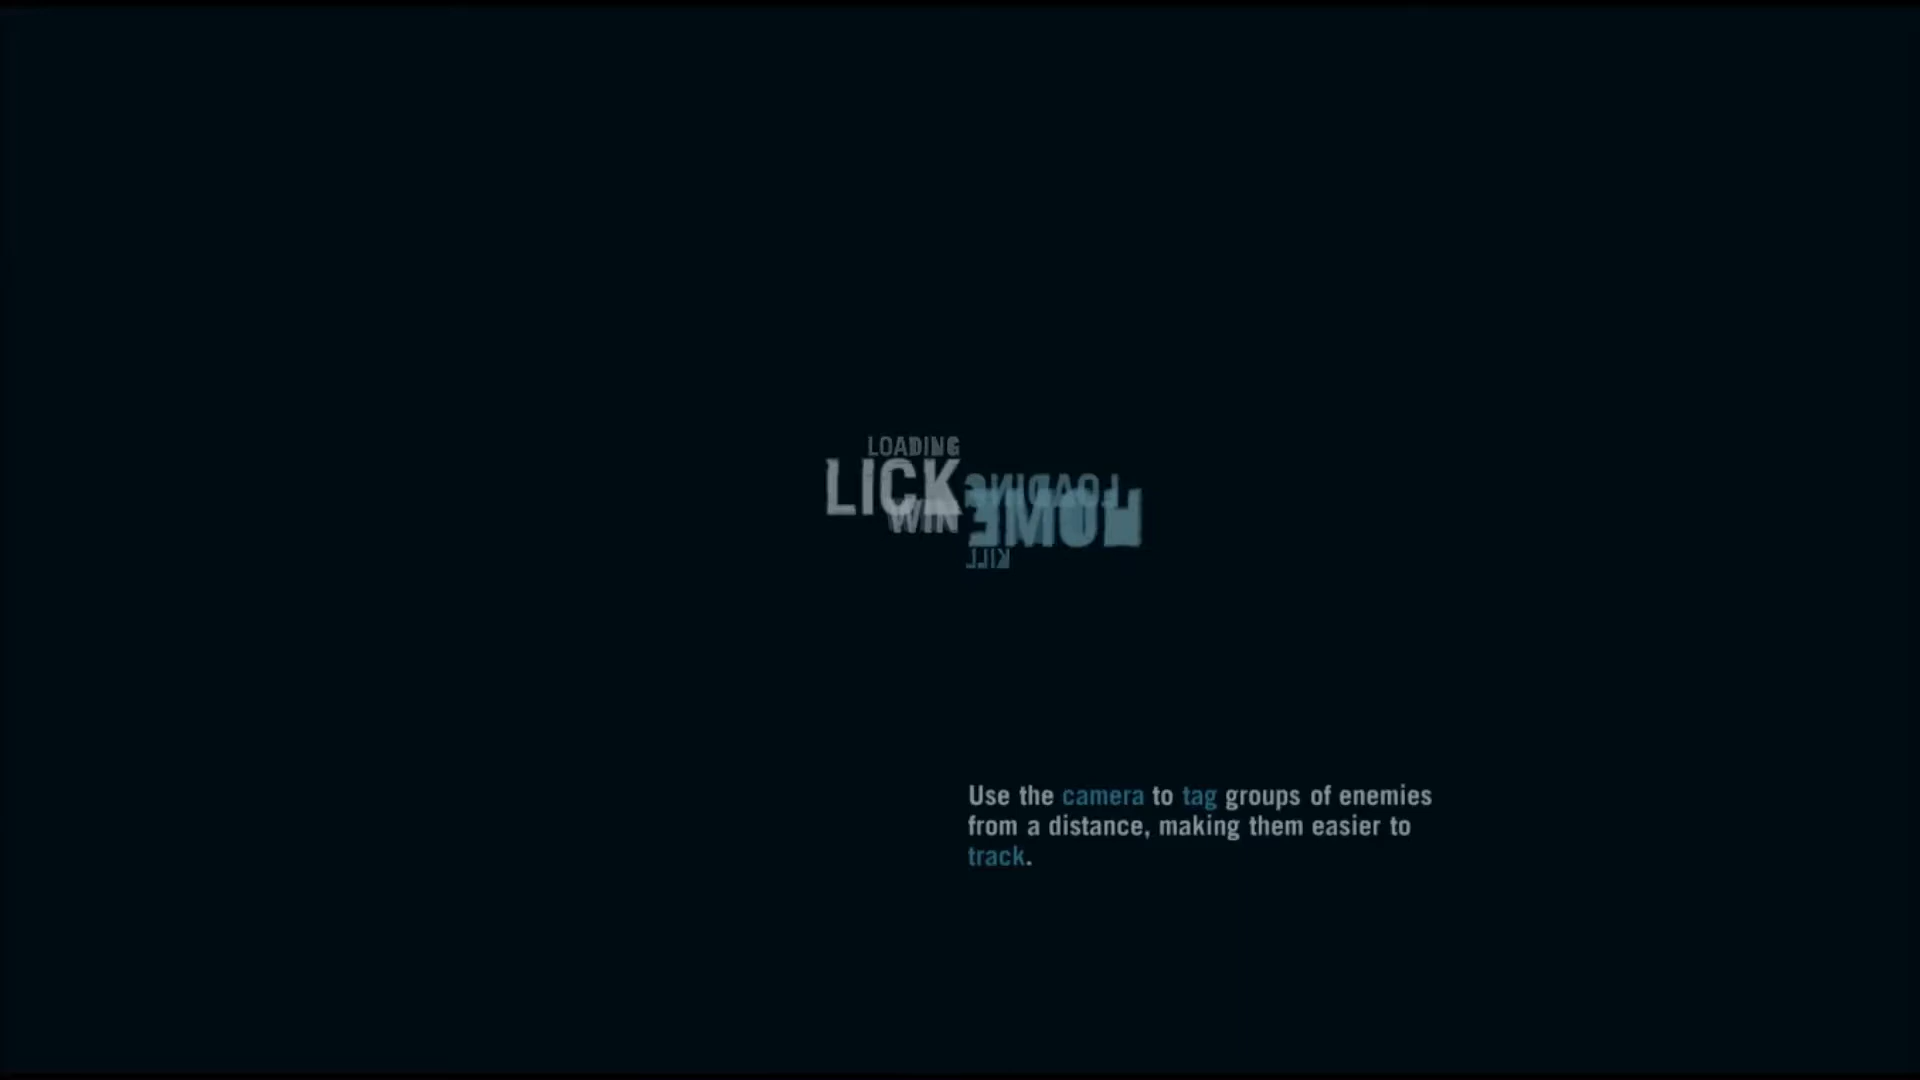 LOADING
LICK
WIN
LOADING
HOME
KILL
Use the camera to tag groups of enemies
from a distance, making them easier to
track.